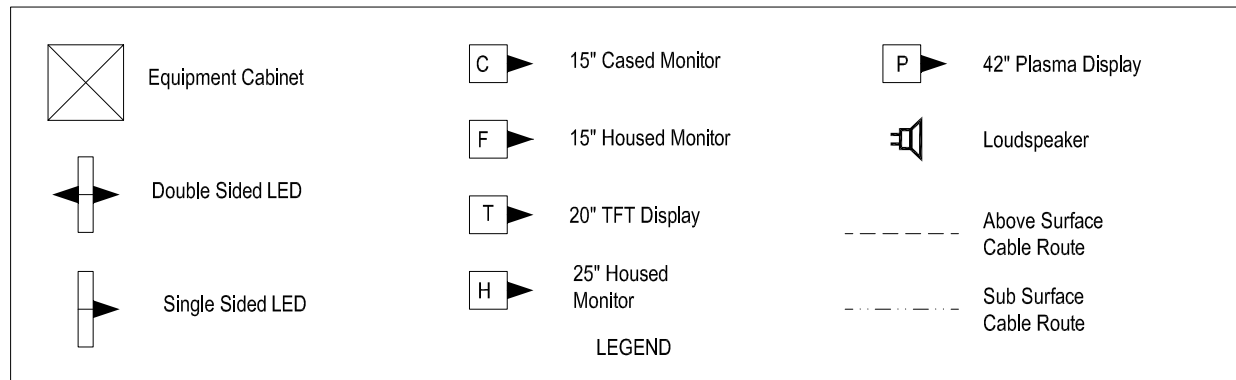 Equipment Cabinet
Double Sided LED
Single Sided LED
C
15" Cased Monitor
F
15" Housed Monitor
T
20" TFT Display
H
25" Housed
Monitor
LEGEND
P
42" Plasma Display
Loudspeaker
Above Surface
Cable Route
Sub Surface
Cable Route